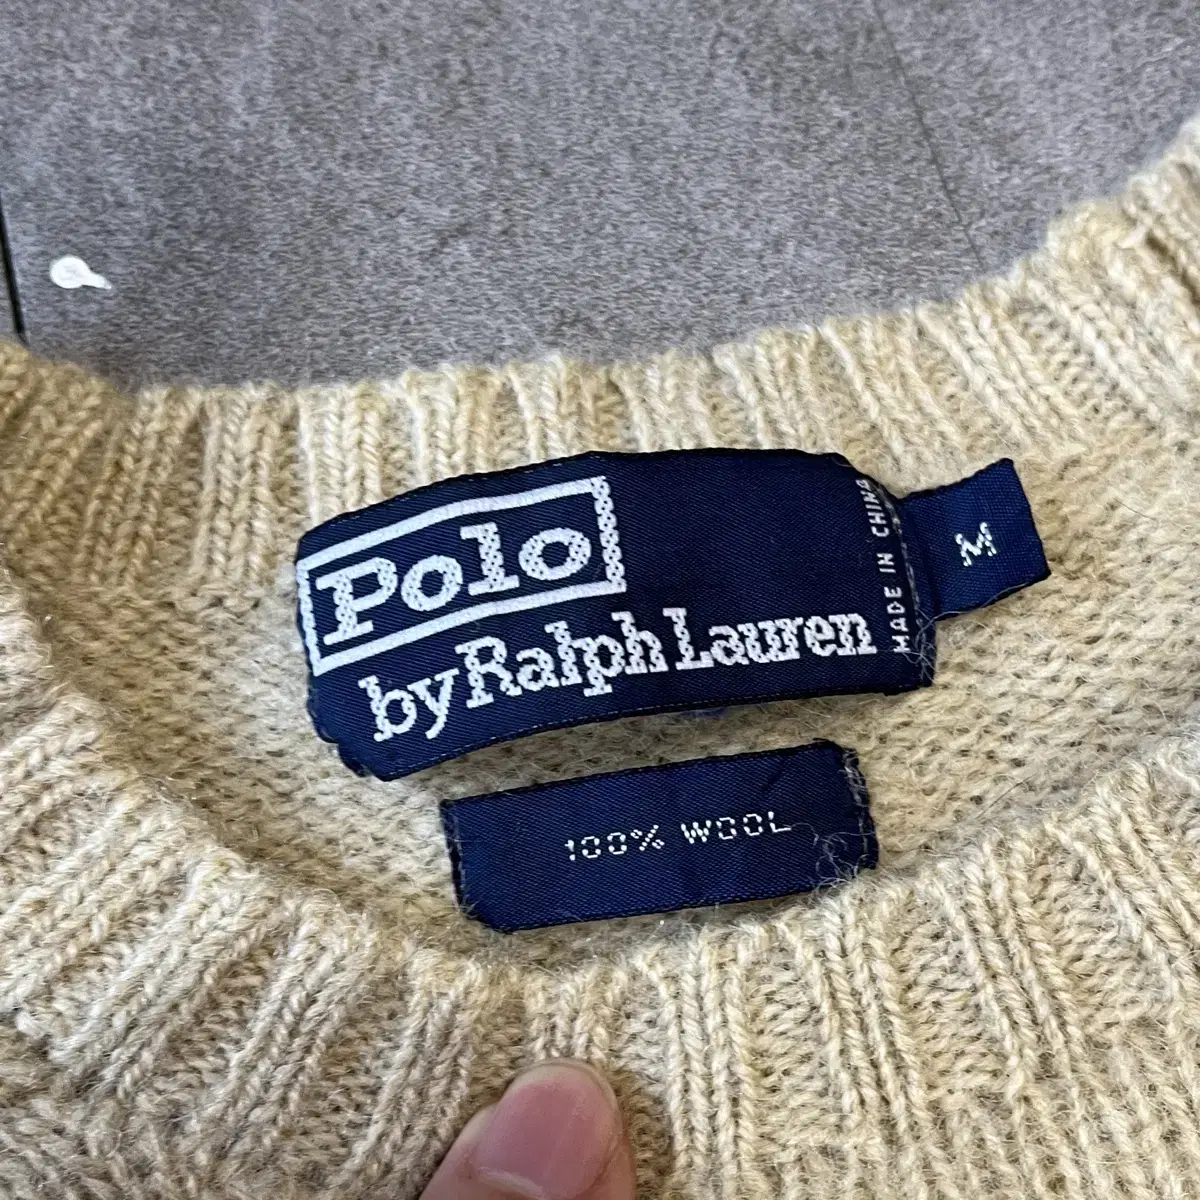 Polo
by Ralph Lauren
MADE IN CHINA
M
100% WOOL